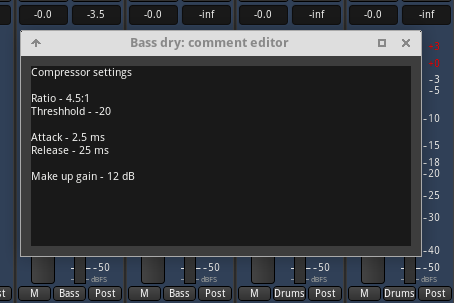 -0.0 -3.5 -0.0 -inf -0.0 -inf -0.0 -inf
Bass dry: comment editor
Compressor settings
Ratio - 4.5:1
Threshhold - -20
Attack - 2.5 ms
Release - 25 ms
Make up gain - 12 dB
+3
-3
-5
-10
-15
-18
-20
-25
-30
-40
-50 -50 -50 -50
dBFS dBFS dBFS dBFS
st M Bass Post M Bass Post M Drums Post M Drums Post